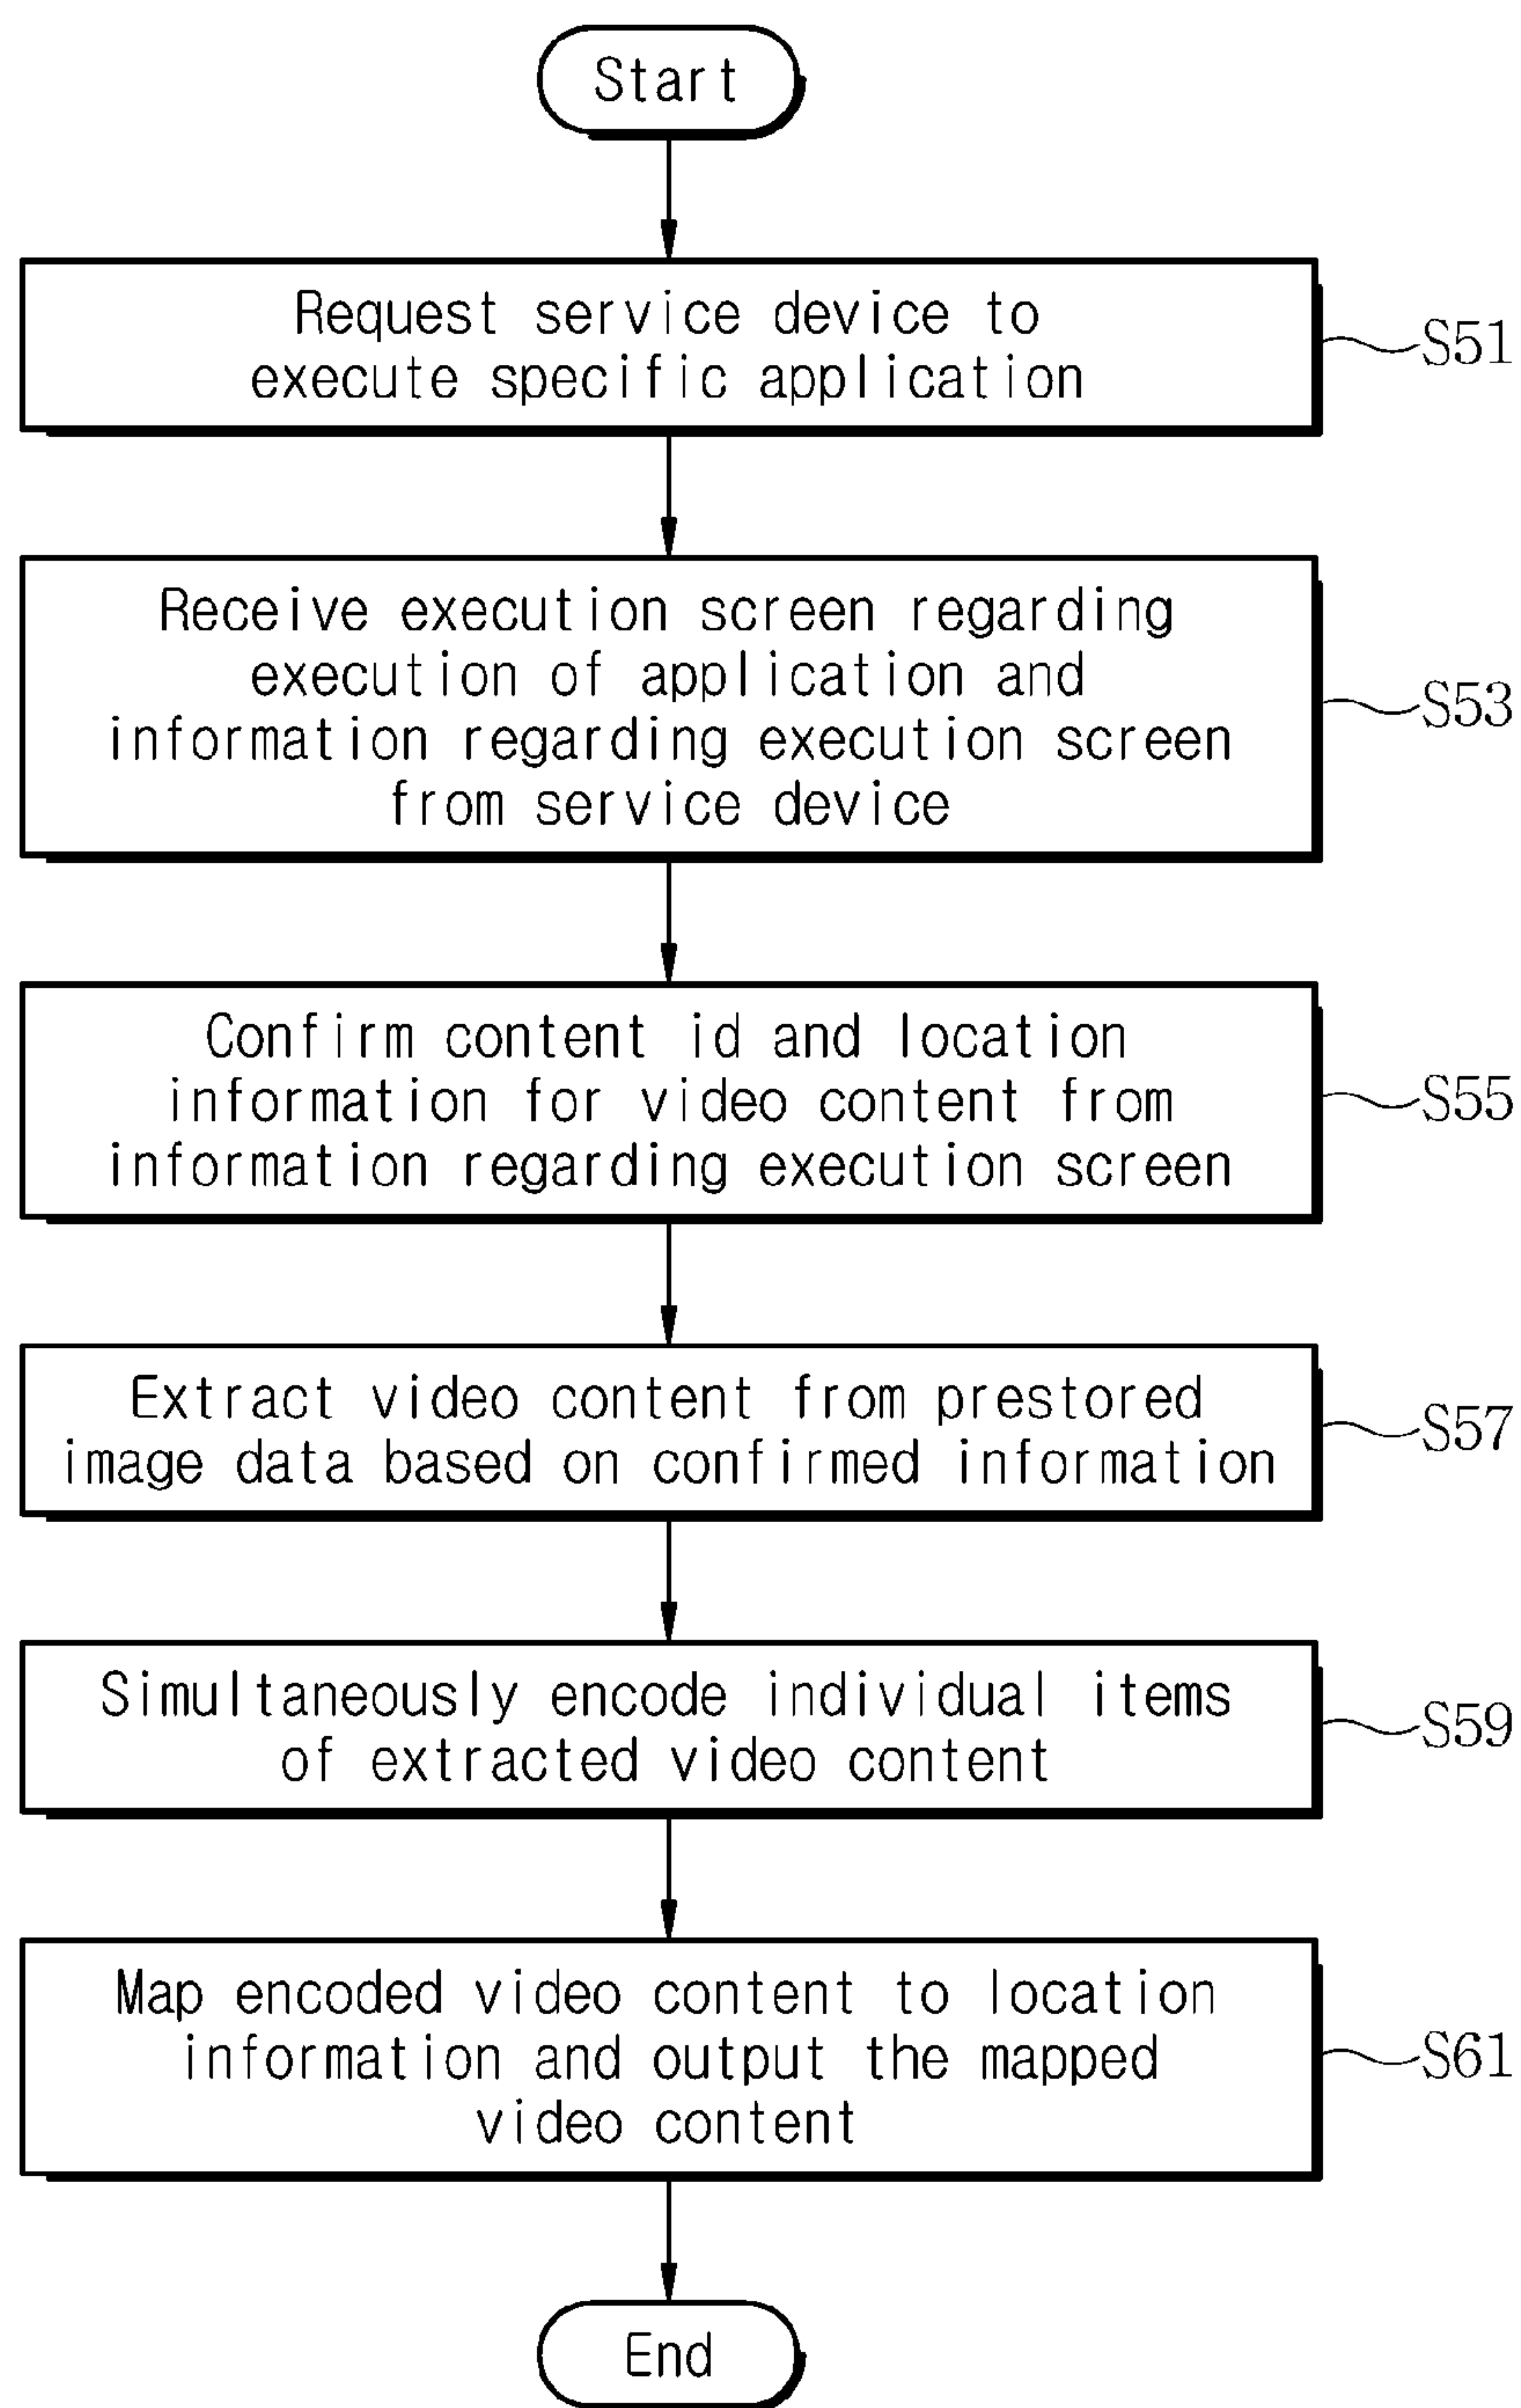 Start
Request service device to
execute specific application
S51
Receive execution screen regarding
execution of application and
information regarding execution screen
from service device
S53
Confirm content id and location
information for video content from
information regarding execution screen
S55
Extract video content from prestored
image data based on confirmed information
S57
Simultaneously encode individual items
of extracted video content
S59
Map encoded video content to location
information and output the mapped
video content
S61
End